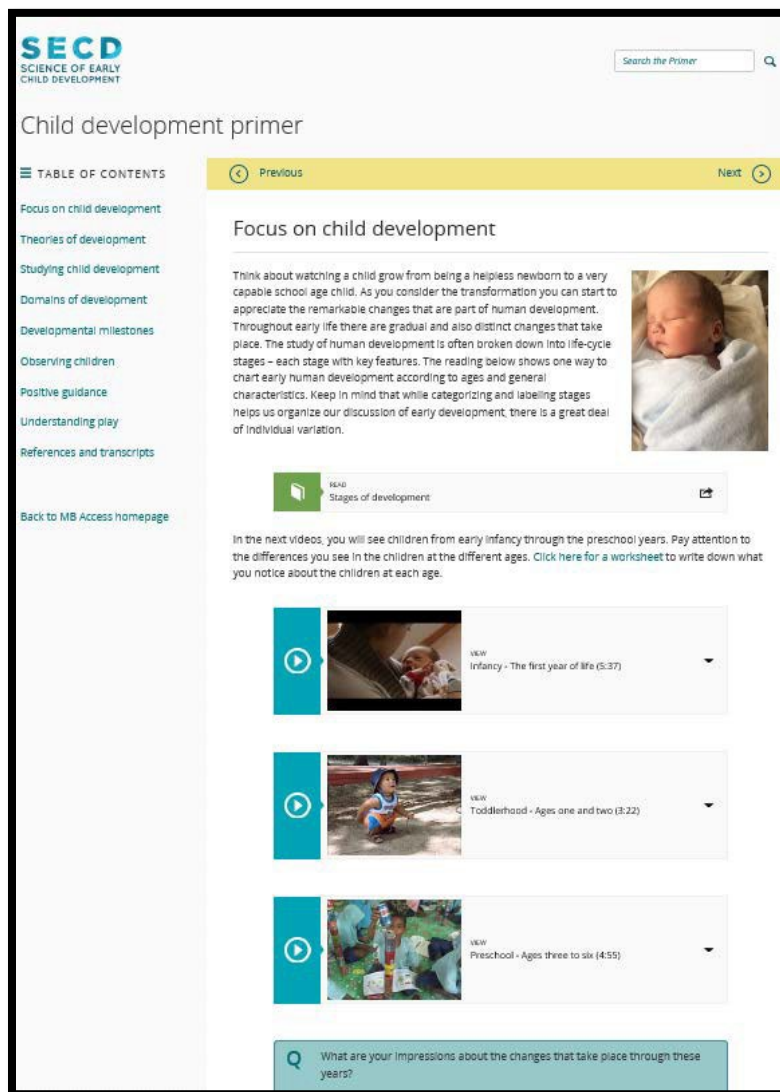 SECD
SCIENCE OF EARLY
CHILD DEVELOPMENT
Search the Primer
Child development primer
TABLE OF CONTENTS
Focus on child development
Theories of development
Studying child development
Domains of development
Developmental milestones
Observing children
Positive guidance
Understanding play
References and transcripts
Back to MB Access homepage
Previous
Next
Focus on child development
Think about watching a child grow from being a helpless newborn to a very
capable school age child. As you consider the transformation you can start to
appreciate the remarkable changes that are part of human development.
Throughout early life there are gradual and also distinct changes that take
place. The study of human development is often broken down into life-cycle
stages – each stage with key features. The reading below shows one way to
chart early human development according to ages and general
characteristics. Keep in mind that while categorizing and labeling stages
helps us organize our discussion of early development, there is a great deal
of individual variation.
READ
Stages of development
In the next videos, you will see children from early infancy through the preschool years. Pay attention to
the differences you see in the children at the different ages. Click here for a worksheet to write down what
you notice about the children at each age.
VIEW
Infancy - The first year of life (5:37)
VIEW
Toddlerhood - Ages one and two (3:22)
VIEW
Preschool - Ages three to six (4:55)
Q
What are your impressions about the changes that take place through these
years?